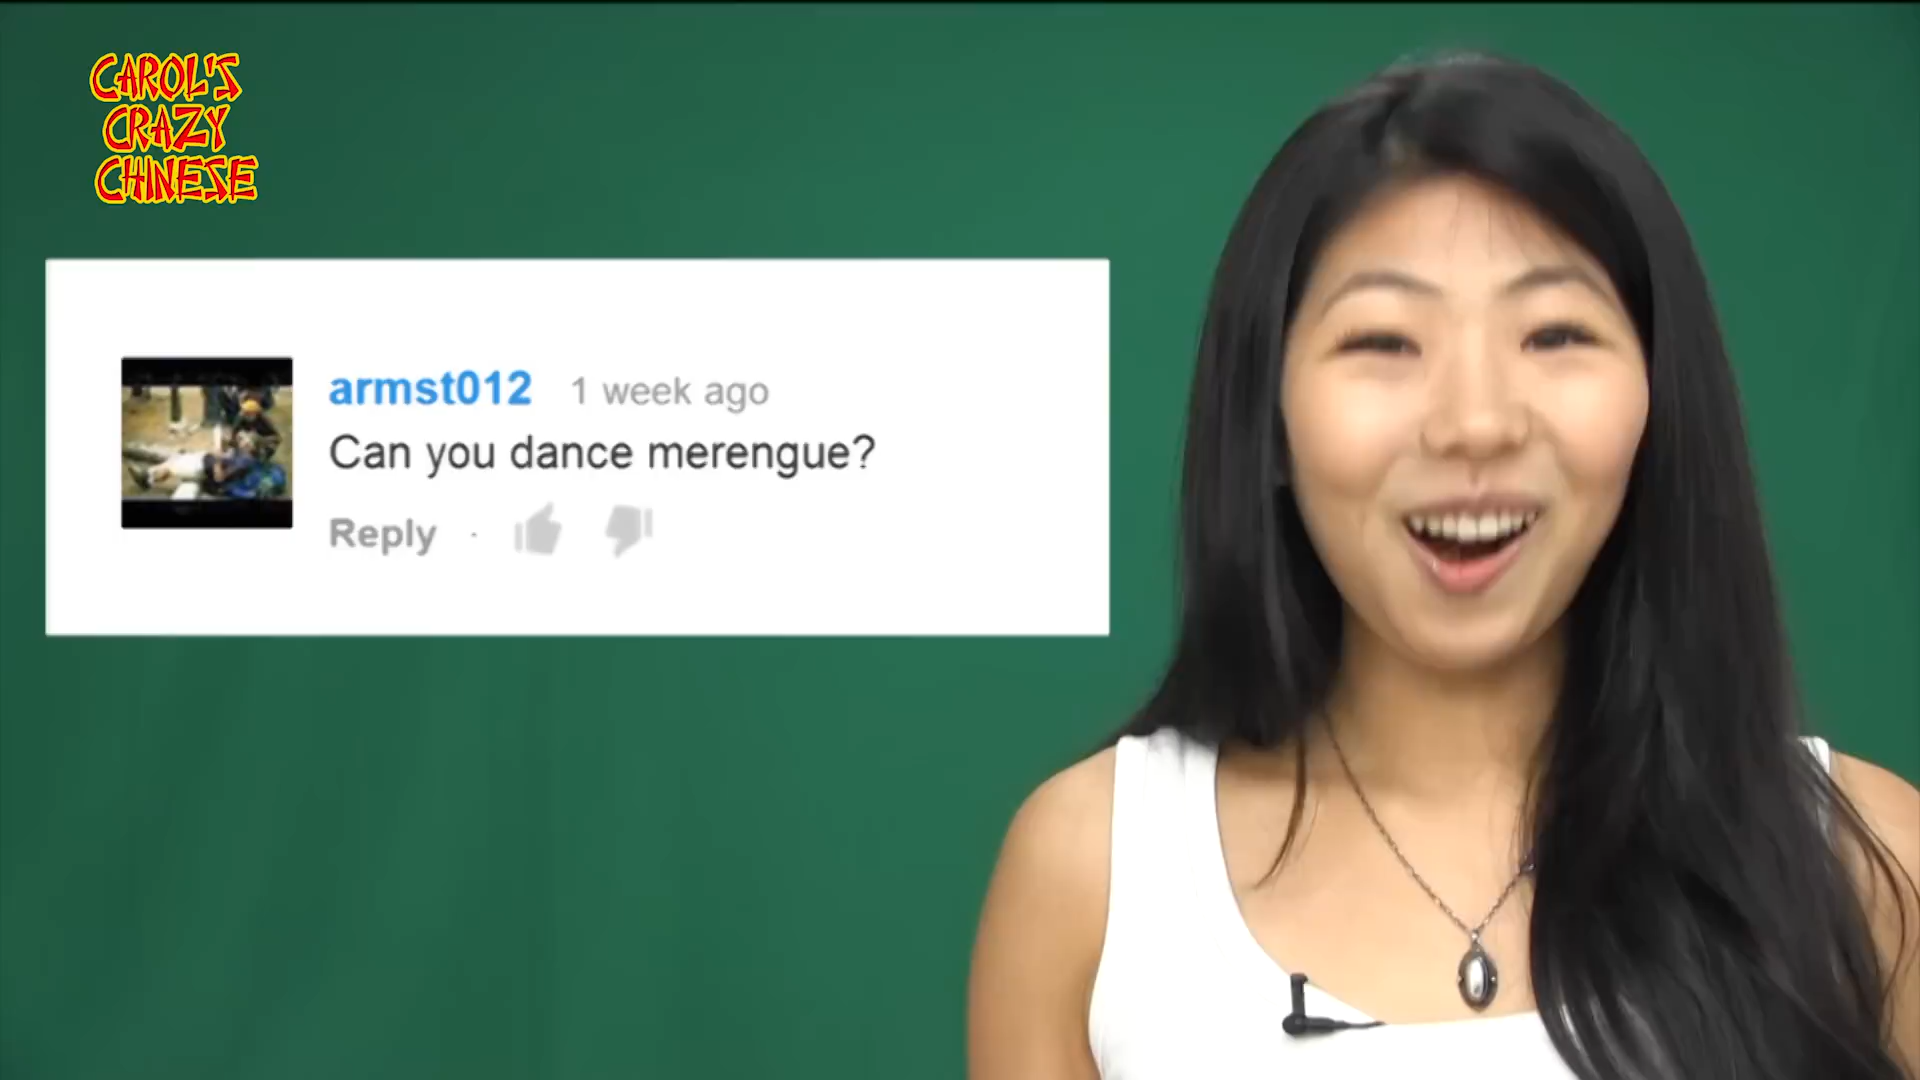 CAROL'S
CRAZY
CHINESE
armst012 1 week ago
Can you dance merengue?
Reply ·